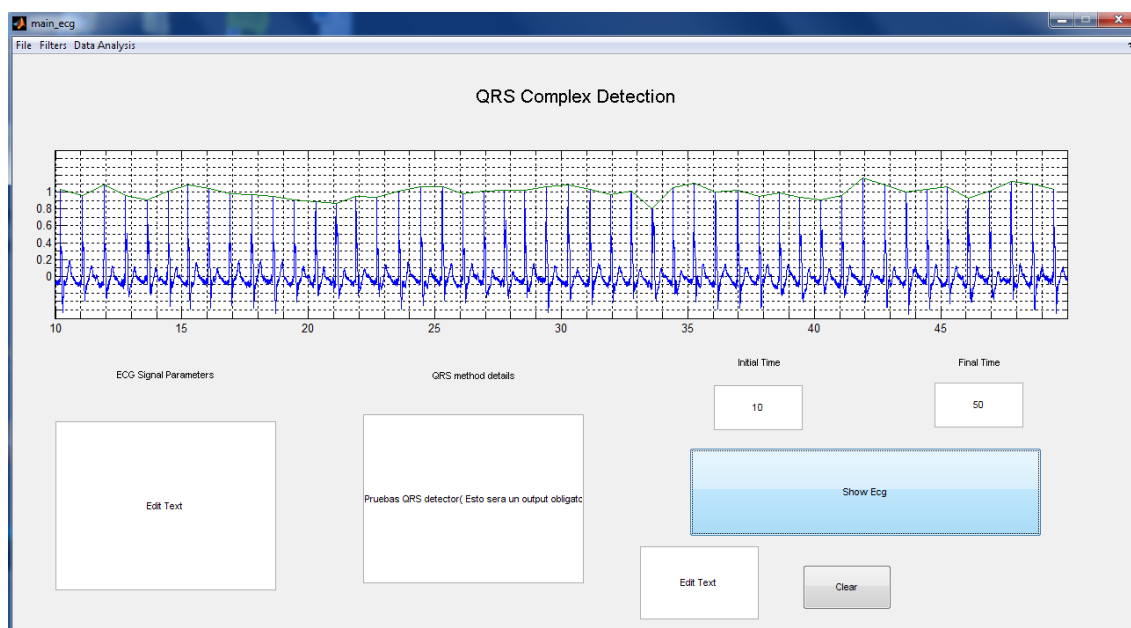 main_ecg
File Filters Data Analysis
QRS Complex Detection
1
0.8
0.6
0.4
0.2
0
10 15 20 25 30 35 40 45
ECG Signal Parameters
QRS method details
Initial Time
Final Time
10
50
Edit Text
Pruebas QRS detector( Esto sera un output obligato
Show Ecg
Edit Text
Clear